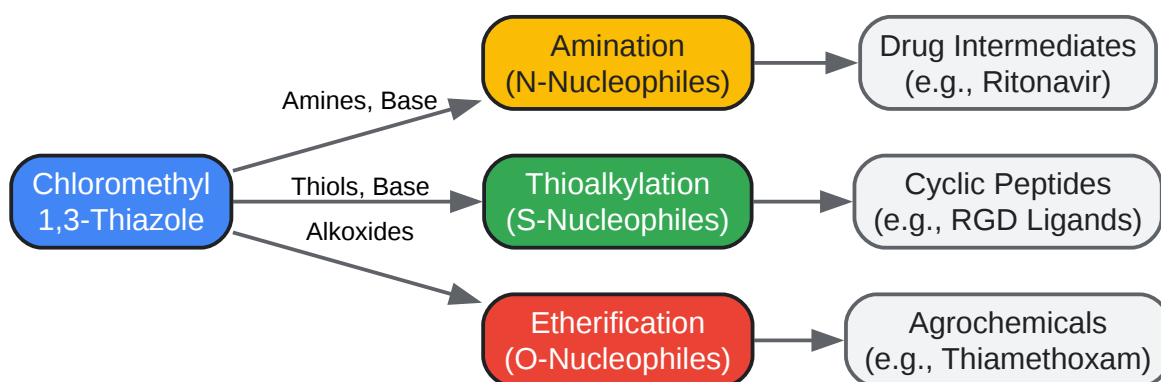 Amination
(N-Nucleophiles)
Drug Intermediates
(e.g., Ritonavir)
Amines, Base
Chloromethyl
1,3-Thiazole
Thiols, Base
Thioalkylation
(S-Nucleophiles)
Cyclic Peptides
(e.g., RGD Ligands)
Alkoxides
Etherification
(O-Nucleophiles)
Agrochemicals
(e.g., Thiamethoxam)